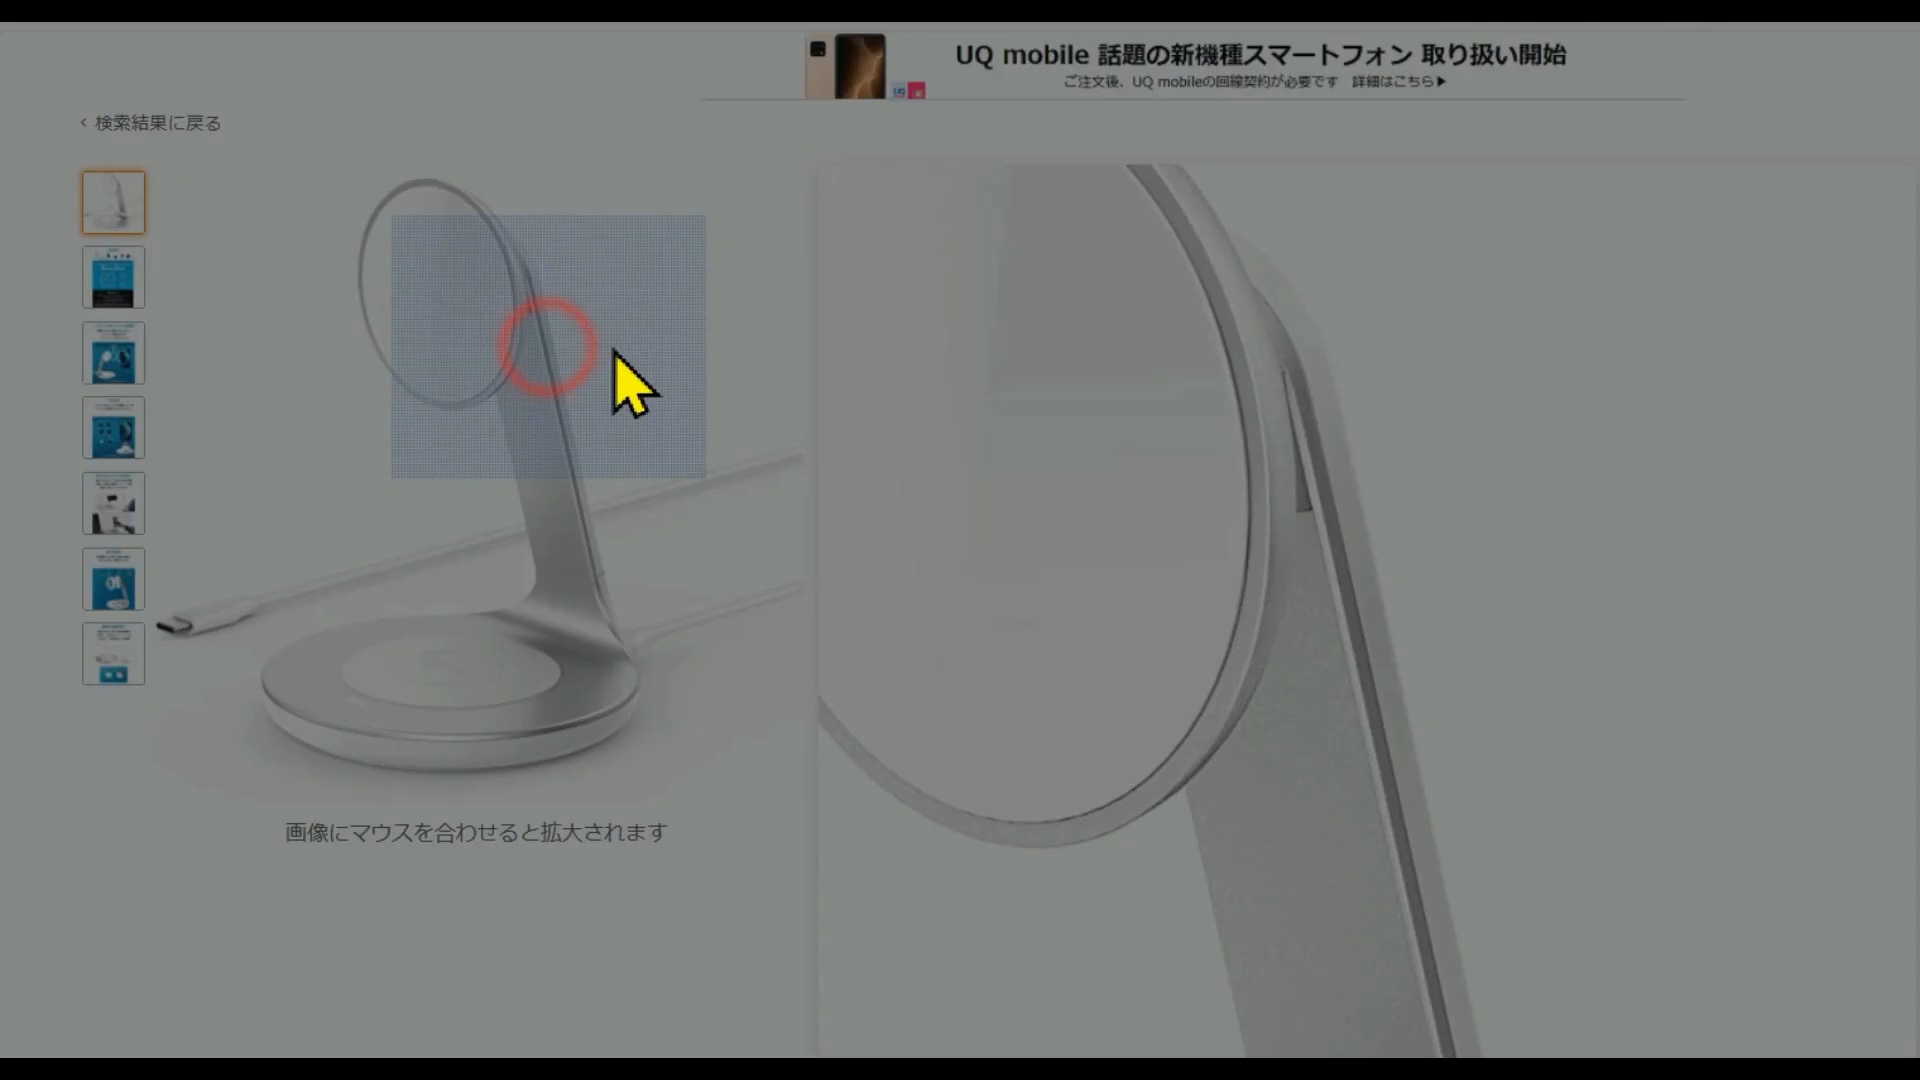 UQ mobile 話題の新機種スマートフォン 取り扱い開始
ご注文後、UQ mobileの回線契約が必要です 詳細はこちら▶
UQ
‹ 検索結果に戻る
画像にマウスを合わせると拡大されます